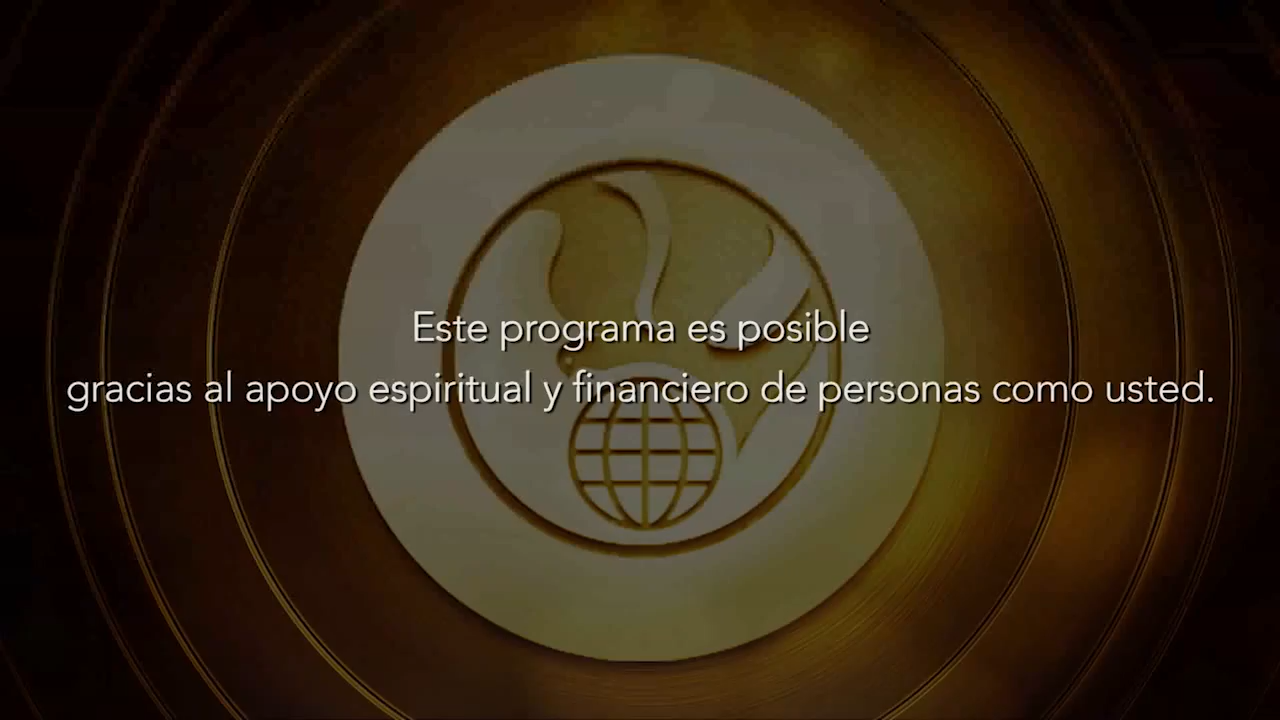 Este programa es posible
gracias al apoyo espiritual y financiero de personas como usted.